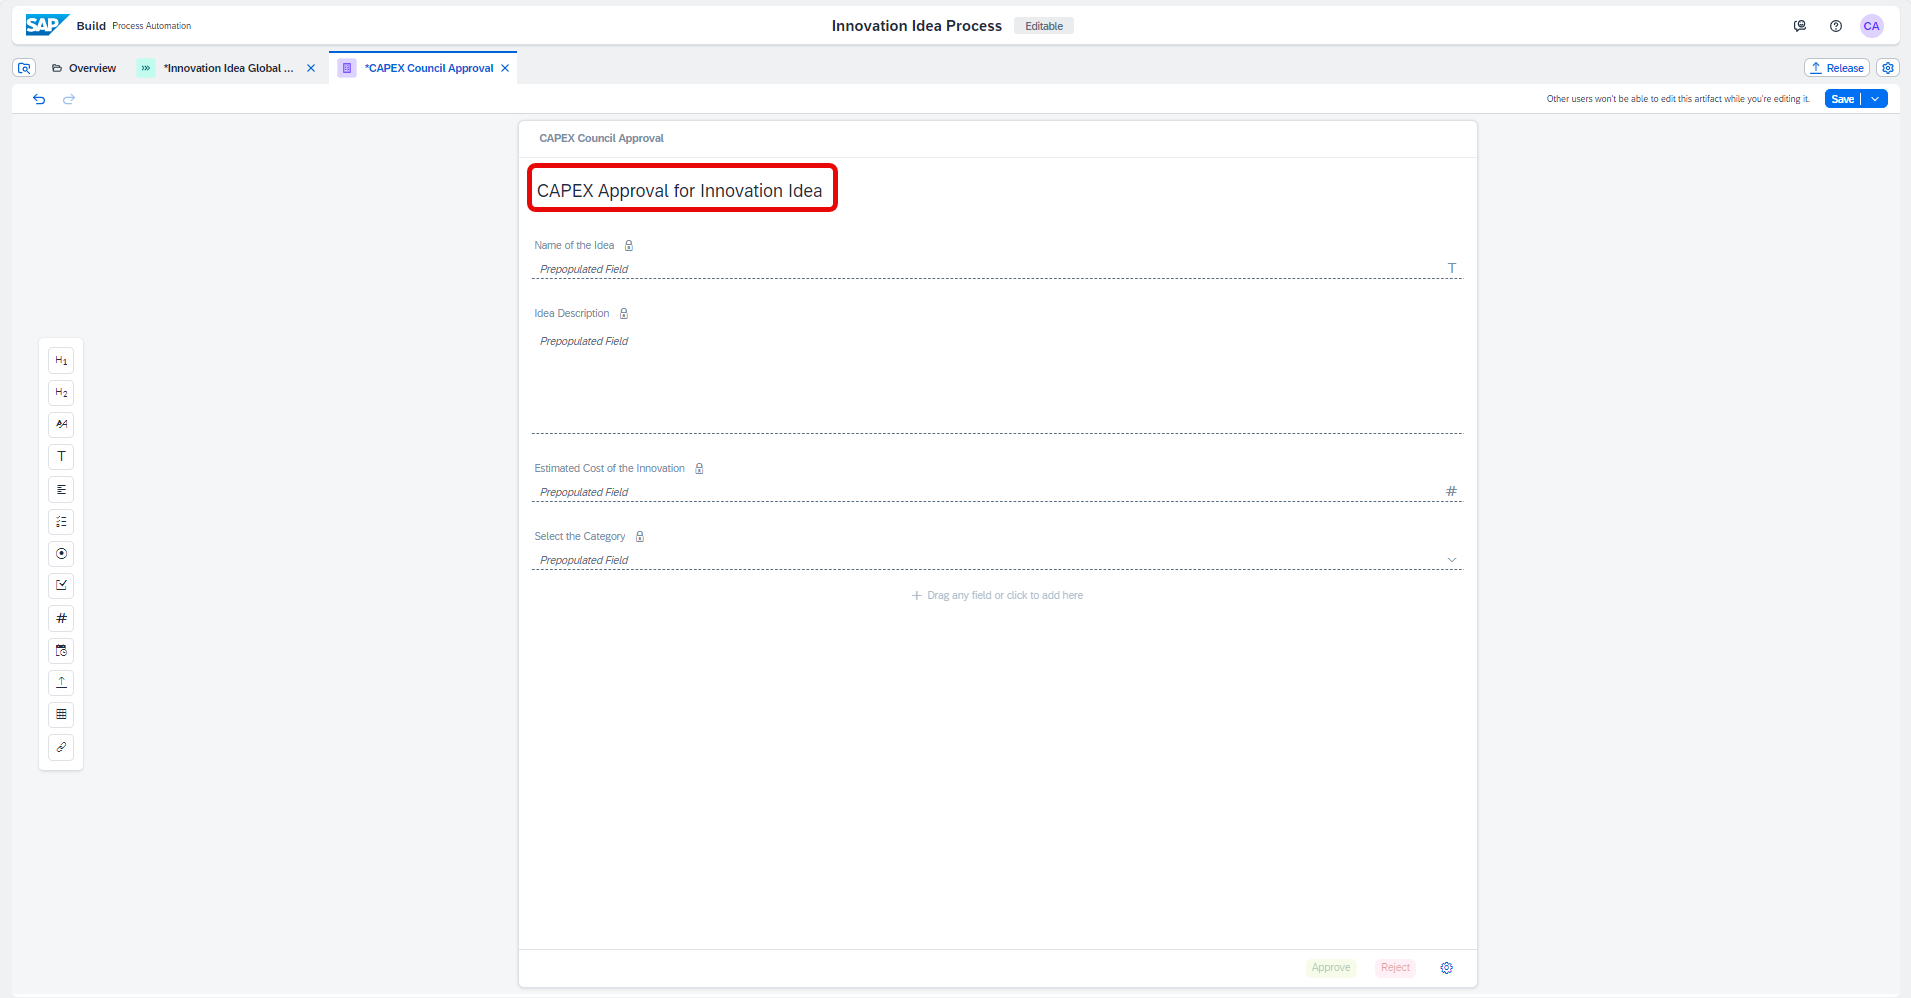 SAP Build Process Automation
Innovation Idea Process Editable
CA
Overview
*Innovation Idea Global ...
*CAPEX Council Approval
Release
Other users won't be able to edit this artifact while you're editing it.
Save
CAPEX Council Approval
CAPEX Approval for Innovation Idea
Name of the Idea
Prepopulated Field
T
Idea Description
Prepopulated Field
Estimated Cost of the Innovation
Prepopulated Field
#
Select the Category
Prepopulated Field
+ Drag any field or click to add here
H1
H2
AA
T
#
Approve Reject